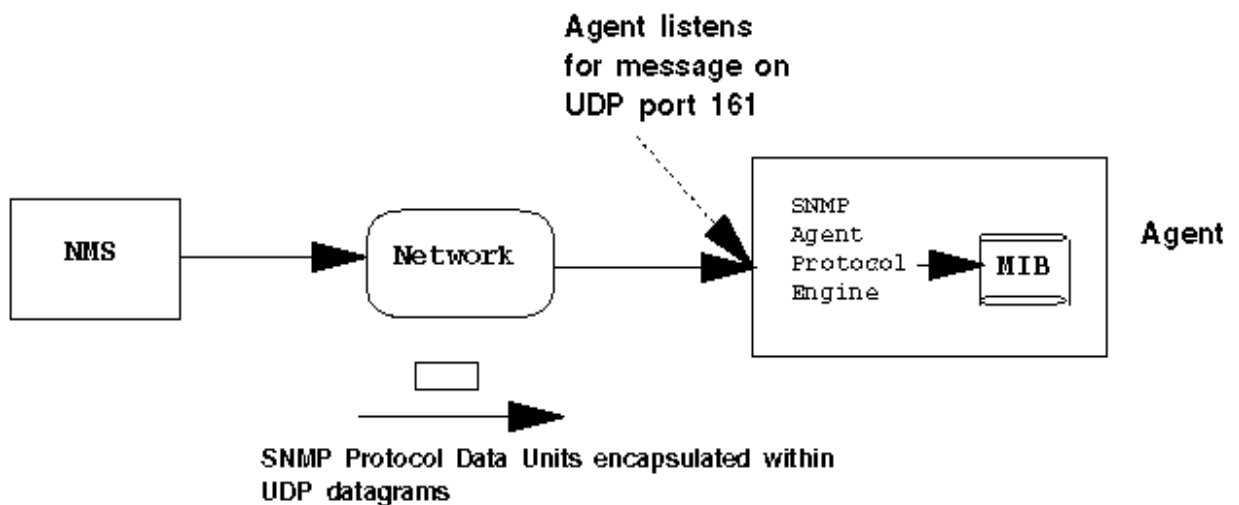 Agent listens
for message on
UDP port 161
NMS
Network
SNMP
Agent
Protocol
Engine
MIB
Agent
SNMP Protocol Data Units encapsulated within
UDP datagrams